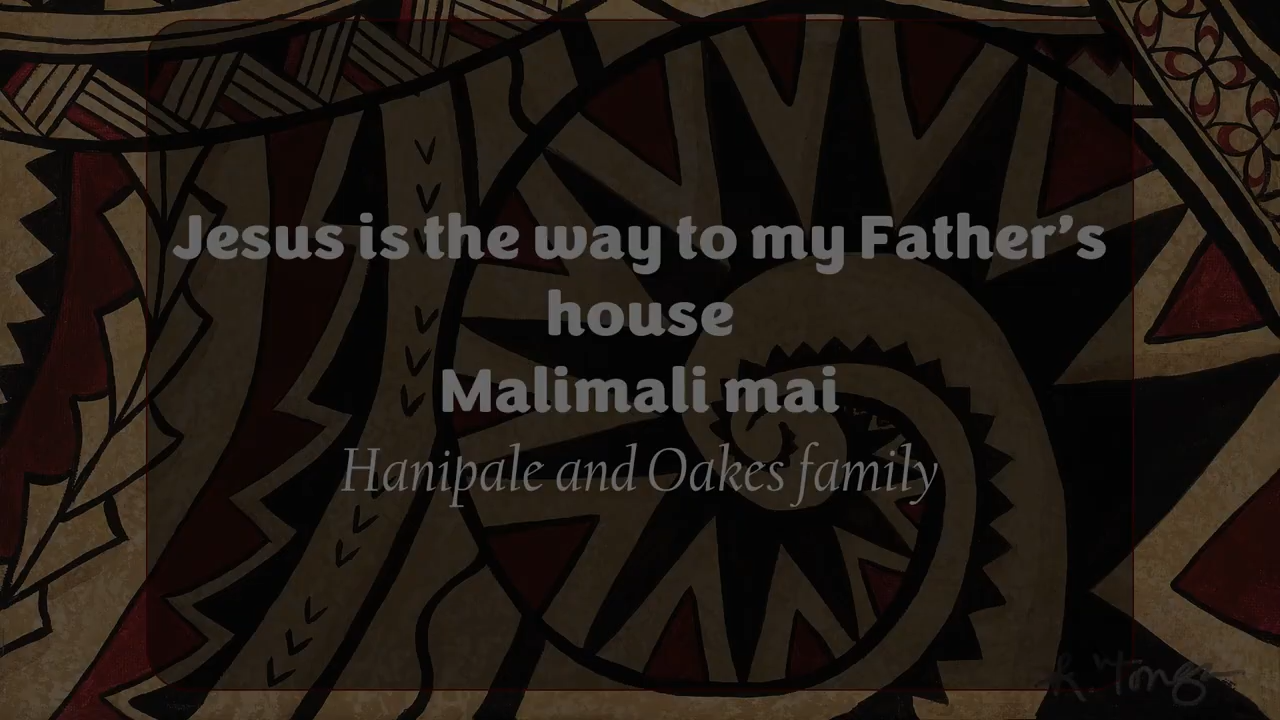 Jesus is the way to my Father’s
house
Malimali mai
Hanipale and Oakes family